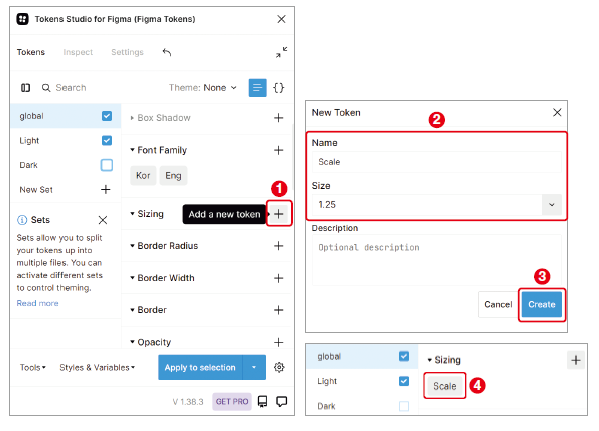 Tokens Studio for Figma (Figma Tokens)
Tokens Inspect Settings
Search Theme: None
global
Light
Dark
New Set
Sets
Sets allow you to split
your tokens up into
multiple files. You can
activate different sets
to control theming.
Read more
Box Shadow
Font Family
Kor Eng
1
Sizing Add a new token
Border Radius
Border Width
Border
Opacity
Tools Styles & Variables Apply to selection
V 1.38.3 GET PRO
New Token
2
Name
Scale
Size
1.25
Description
Optional description
3
Cancel Create
global Sizing
Light Scale 4
Dark